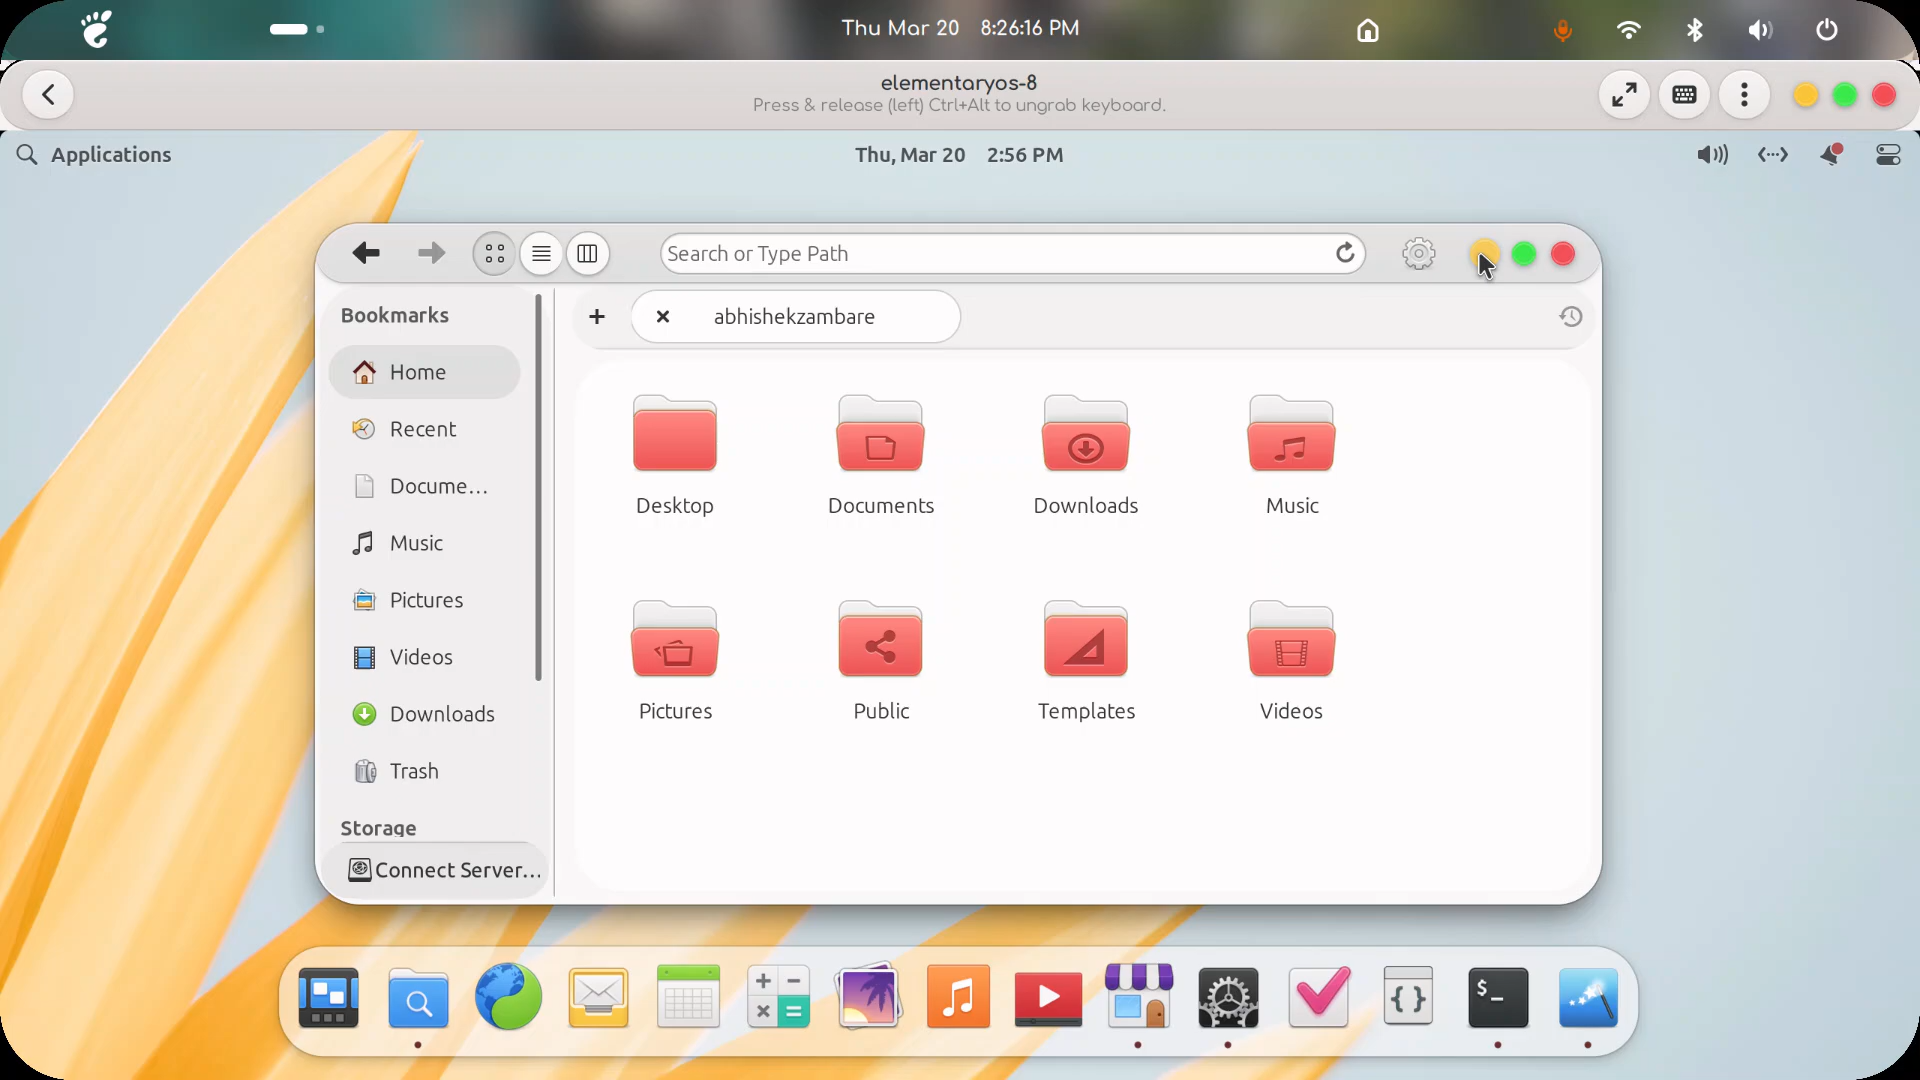 Thu Mar 20 8:26:16 PM
elementaryos-8
Press & release (left) Ctrl+Alt to ungrab keyboard.
Applications
Thu, Mar 20 2:56 PM
Search or Type Path
Bookmarks
abhishekzambare
Home
Recent
Docume...
Music
Pictures
Videos
Downloads
Trash
Storage
Connect Server...
Desktop
Documents
Downloads
Music
Pictures
Public
Templates
Videos